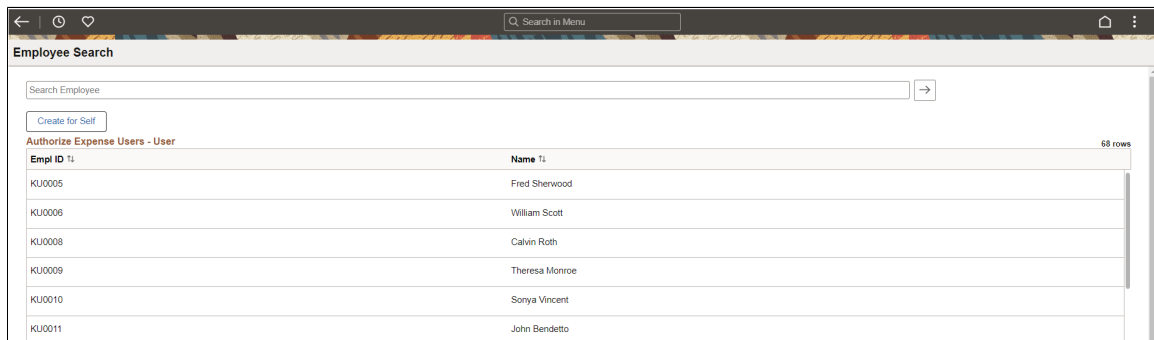 Search in Menu
Employee Search
Search Employee
Create for Self
Authorize Expense Users - User
68 rows
Empl ID Name
KU0005 Fred Sherwood
KU0006 William Scott
KU0008 Calvin Roth
KU0009 Theresa Monroe
KU0010 Sonya Vincent
KU0011 John Bendetto